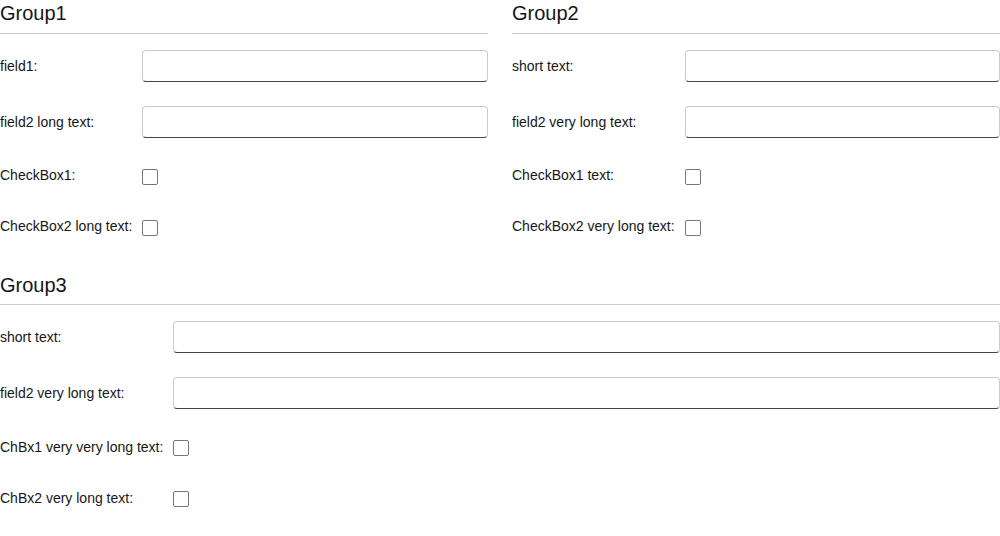 Group1
field1:
field2 long text:
CheckBox1:
CheckBox2 long text:
Group2
short text:
field2 very long text:
CheckBox1 text:
CheckBox2 very long text:
Group3
short text:
field2 very long text:
ChBx1 very very long text:
ChBx2 very long text: